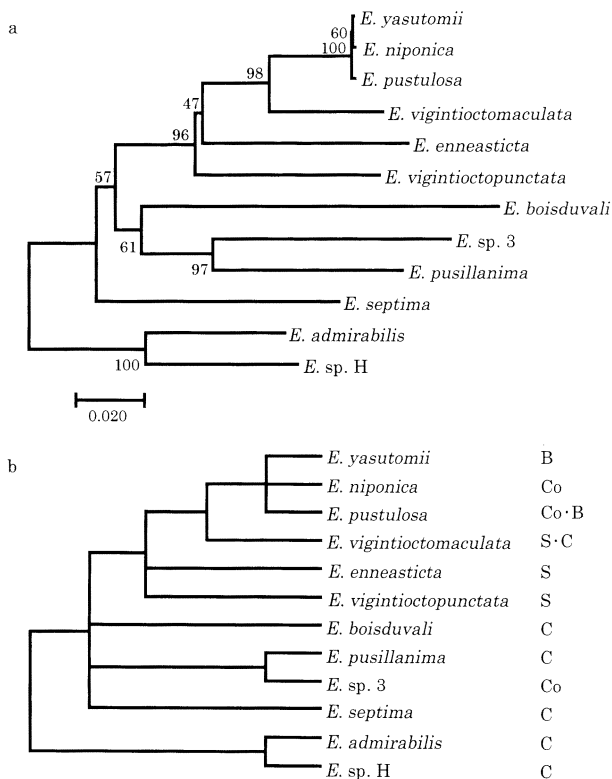 a
E. yasutomii
60
E. niponica
100
E. pustulosa
98
E. vigintioctomaculata
47
E. enneasticta
96
E. vigintioctopunctata
57
E. boisduvali
61
E. sp. 3
97
E. pusillanima
E. septima
E. admirabilis
100
E. sp. H
0.020
b
E. yasutomii B
E. niponica Co
E. pustulosa Co·B
E. vigintioctomaculata S·C
E. enneasticta S
E. vigintioctopunctata S
E. boisduvali C
E. pusillanima C
E. sp. 3 Co
E. septima C
E. admirabilis C
E. sp. H C